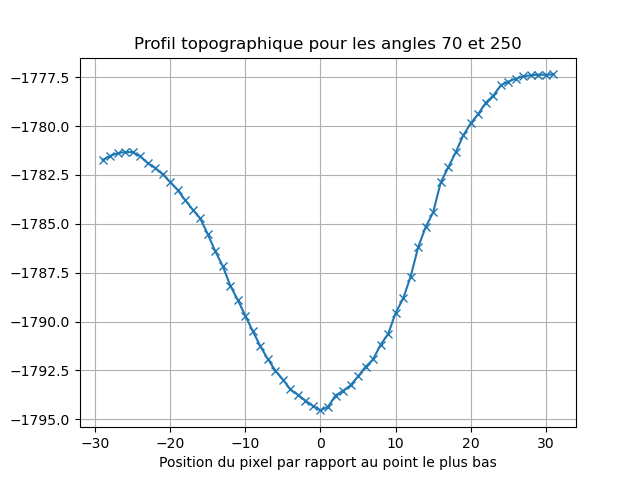 Profil topographique pour les angles 70 et 250
−1777.5
−1780.0
−1782.5
−1785.0
−1787.5
−1790.0
−1792.5
−1795.0
−30 −20 −10 0 10 20 30
Position du pixel par rapport au point le plus bas